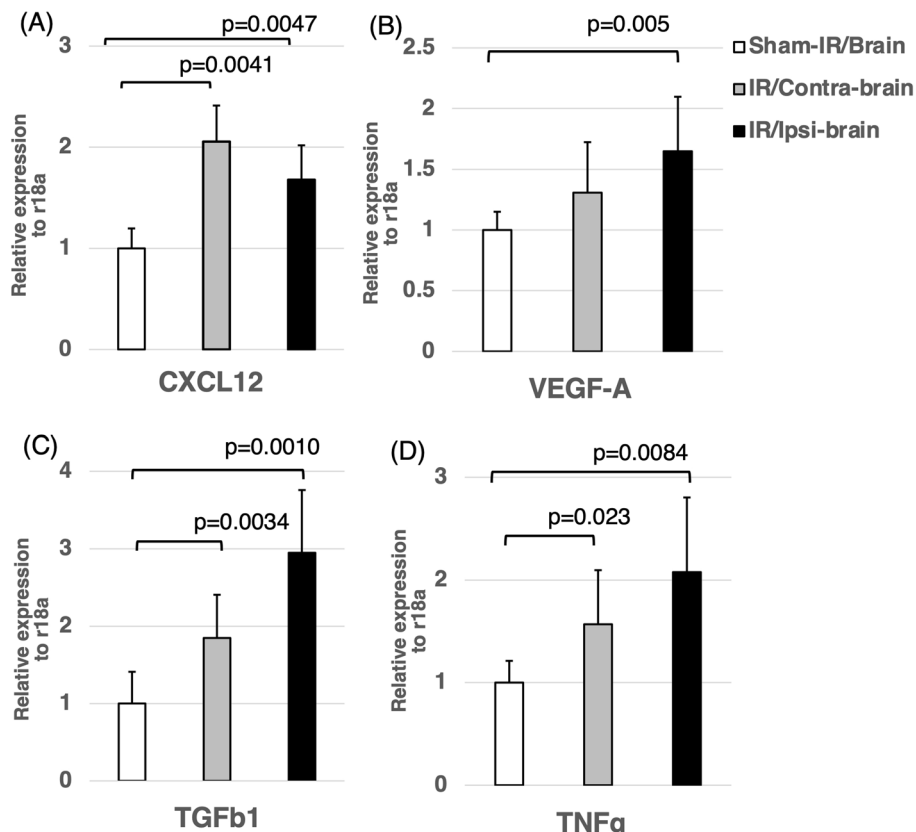 (A)
p=0.0047
p=0.0041
3
2
1
0
Relative expression
to r18a
CXCL12
(B)
p=0.005
2.5
2
1.5
1
0.5
0
Relative expression
to r18a
VEGF-A
Sham-IR/Brain
IR/Contra-brain
IR/Ipsi-brain
(C)
p=0.0010
p=0.0034
4
3
2
1
0
Relative expression
to r18a
TGFb1
(D)
p=0.0084
p=0.023
3
2
1
0
Relative expression
to r18a